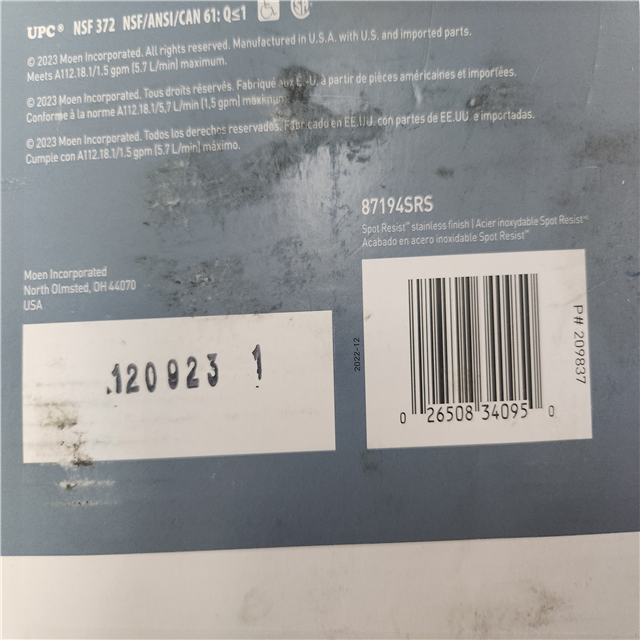 UPC® NSF 372 NSF/ANSI/CAN 61: Q≤1
© 2023 Moen Incorporated. All rights reserved. Manufactured in U.S.A. with U.S. and imported parts.
Meets A112.18.1/1.5 gpm (5.7 L/min) maximum.
© 2023 Moen Incorporated. Tous droits réservés. Fabriqué aux É.-U. à partir de pièces américaines et importées.
Conforme à la norme A112.18.1/5,7 L/min (1,5 gpm) maximum.
© 2023 Moen Incorporated. Todos los derechos reservados. Fabricado en EE.UU. con partes de EE.UU. e importadas.
Cumple con A112.18.1/1.5 gpm (5.7 L/min) máximo.
87194SRS
Spot Resist™ stainless finish | Acier inoxydable Spot Resist™
Acabado en acero inoxidable Spot Resist™
Moen Incorporated
North Olmsted, OH 44070
USA
120923 1
2022-12
P# 209837
0 26508 34095 0